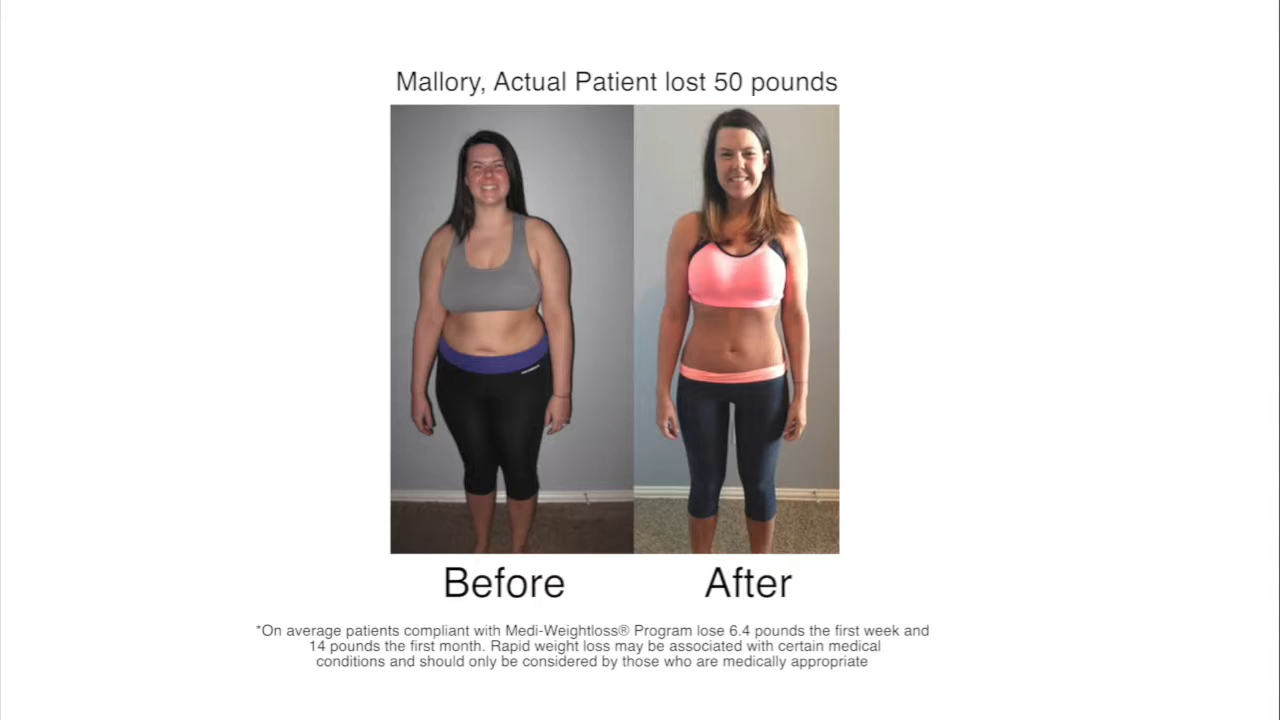 Mallory, Actual Patient lost 50 pounds
Before After
*On average patients compliant with Medi-Weightloss® Program lose 6.4 pounds the first week and
14 pounds the first month. Rapid weight loss may be associated with certain medical
conditions and should only be considered by those who are medically appropriate